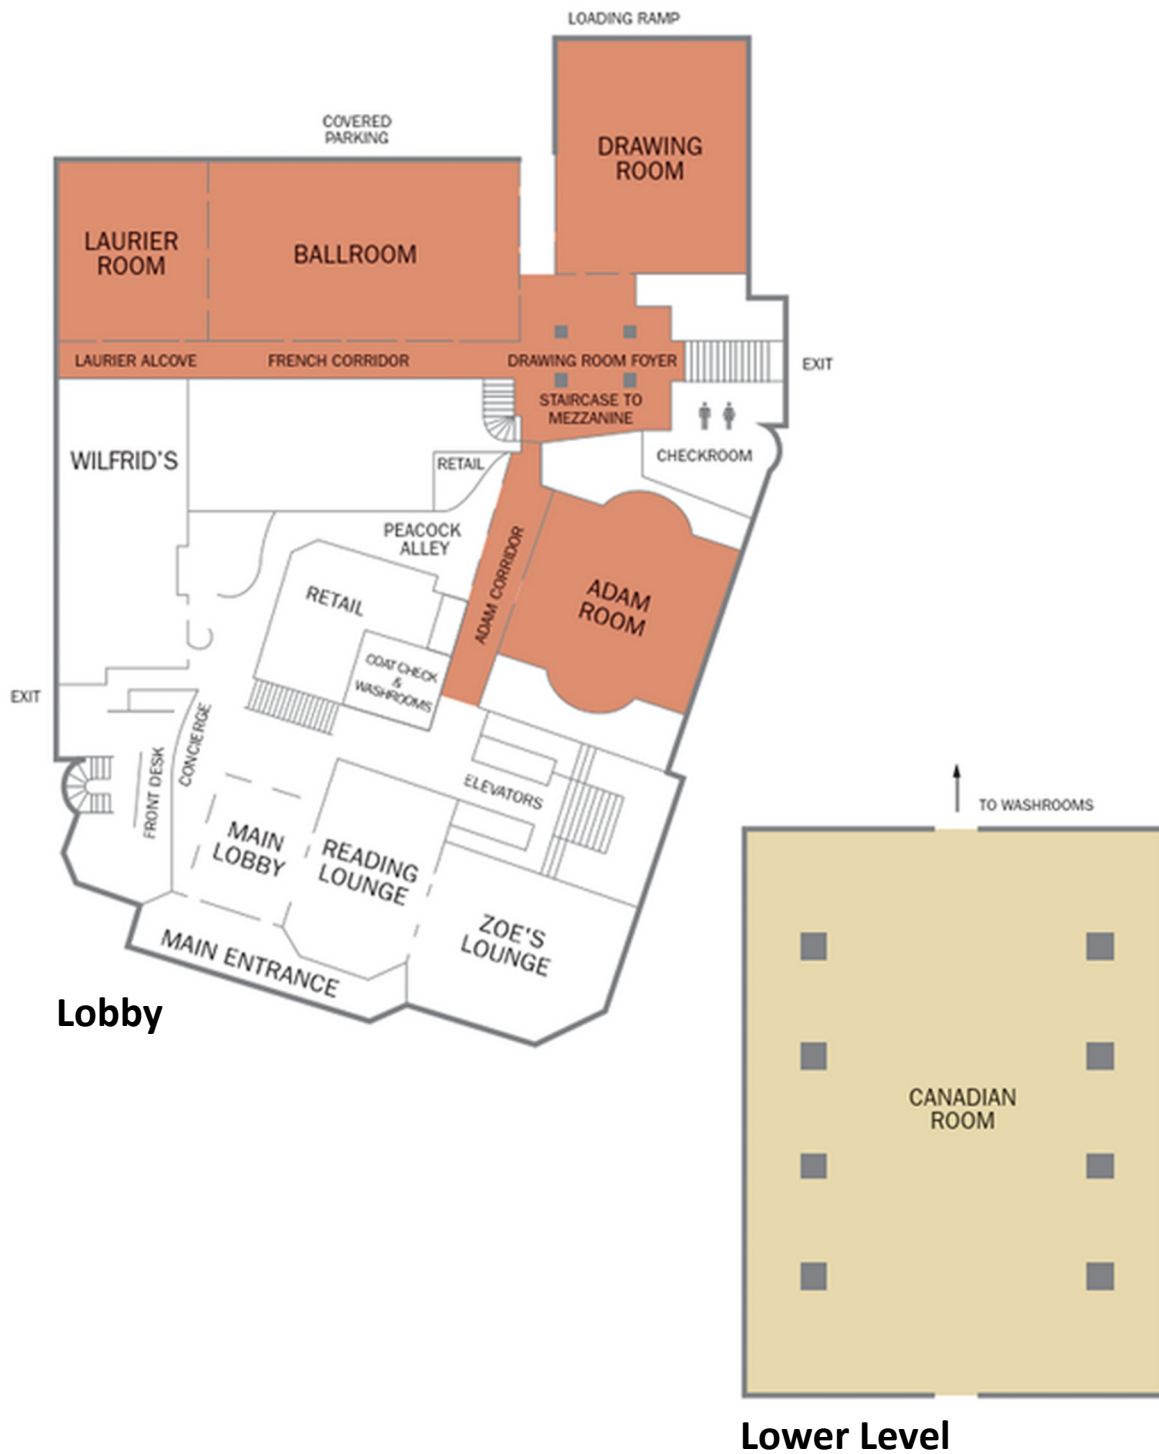 LOADING RAMP
COVERED
PARKING
DRAWING
ROOM
LAURIER
ROOM
BALLROOM
LAURIER ALCOVE
FRENCH CORRIDOR
DRAWING ROOM FOYER
EXIT
STAIRCASE TO
MEZZANINE
WILFRID'S
RETAIL
CHECKROOM
PEACOCK
ALLEY
ADAM CORRIDOR
ADAM
ROOM
RETAIL
COAT CHECK
&
WASHROOMS
EXIT
CONCIERGE
FRONT DESK
ELEVATORS
MAIN
LOBBY
READING
LOUNGE
ZOE'S
LOUNGE
MAIN ENTRANCE
Lobby
TO WASHROOMS
CANADIAN
ROOM
Lower Level